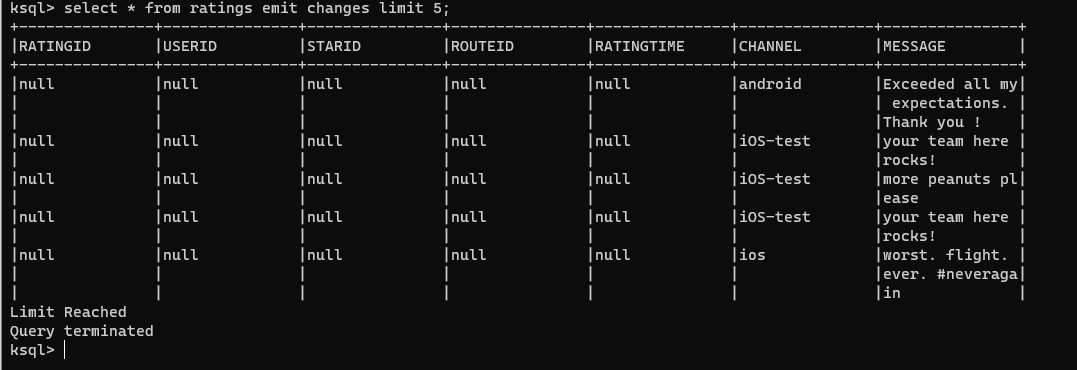 ksql> select * from ratings emit changes limit 5;
+---------------+---------------+---------------+---------------+---------------+---------------+---------------+
|RATINGID       |USERID         |STARID         |ROUTEID        |RATINGTIME     |CHANNEL        |MESSAGE        |
+---------------+---------------+---------------+---------------+---------------+---------------+---------------+
|null           |null           |null           |null           |null           |android        |Exceeded all my|
|               |               |               |               |               |               | expectations. |
|               |               |               |               |               |               |Thank you !    |
|null           |null           |null           |null           |null           |iOS-test       |your team here |
|               |               |               |               |               |               |rocks!         |
|null           |null           |null           |null           |null           |iOS-test       |more peanuts pl|
|               |               |               |               |               |               |ease           |
|null           |null           |null           |null           |null           |iOS-test       |your team here |
|               |               |               |               |               |               |rocks!         |
|null           |null           |null           |null           |null           |ios            |worst. flight. |
|               |               |               |               |               |               |ever. #neveraga|
|               |               |               |               |               |               |in             |
Limit Reached
Query terminated
ksql>